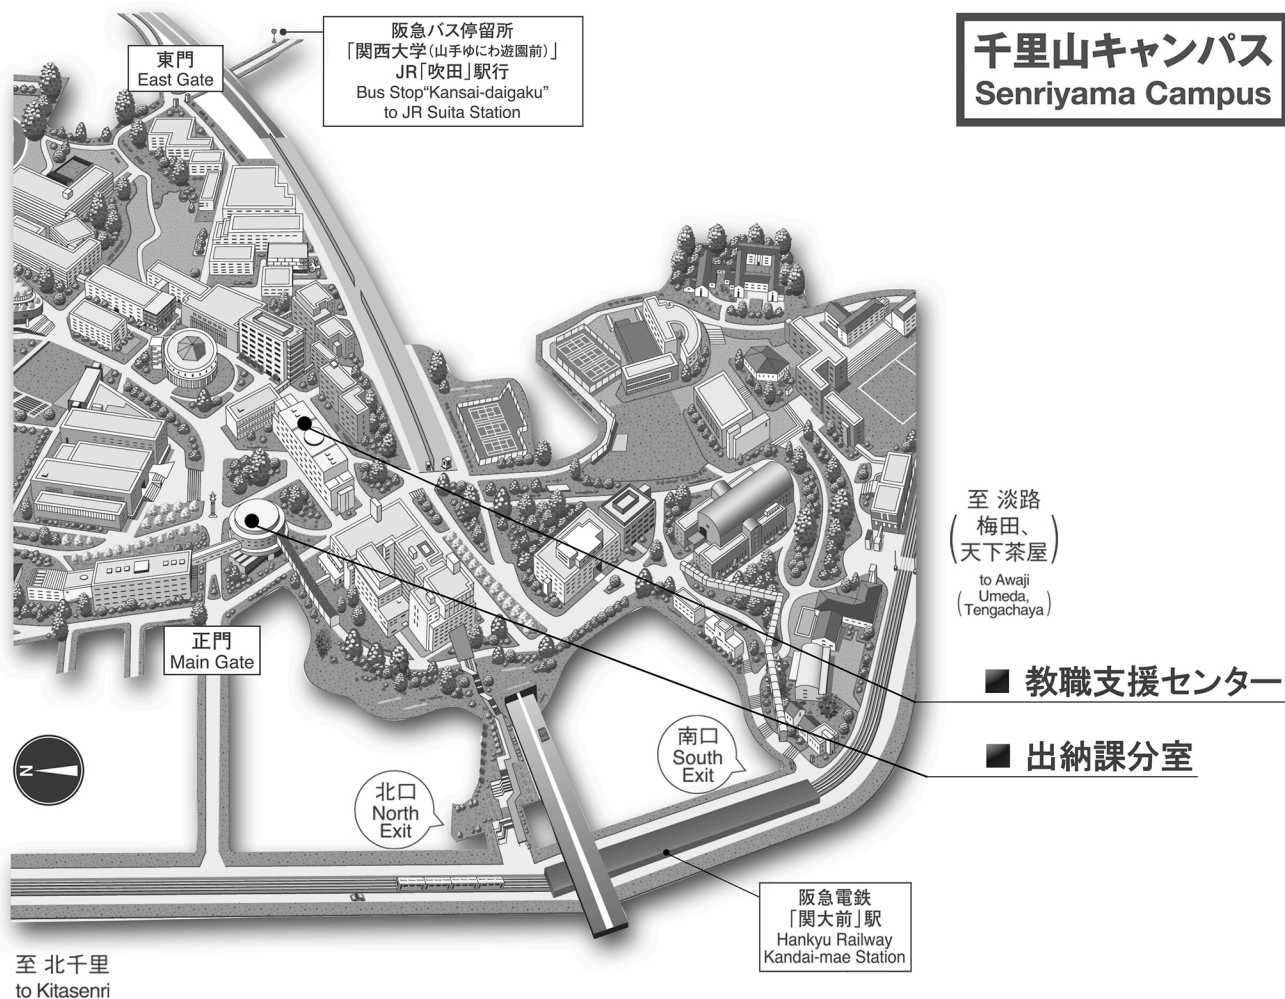 千里山キャンパス
Senriyama Campus
阪急バス停留所
「関西大学（山手ゆにわ遊園前）」
JR「吹田」駅行
Bus Stop“Kansai-daigaku”
to JR Suita Station
東門
East Gate
至 淡路
梅田、
天下茶屋
to Awaji
Umeda,
Tengachaya
正門
Main Gate
■ 教職支援センター
■ 出納課分室
南口
South
Exit
北口
North
Exit
N
阪急電鉄
「関大前」駅
Hankyu Railway
Kandai-mae Station
至 北千里
to Kitasenri